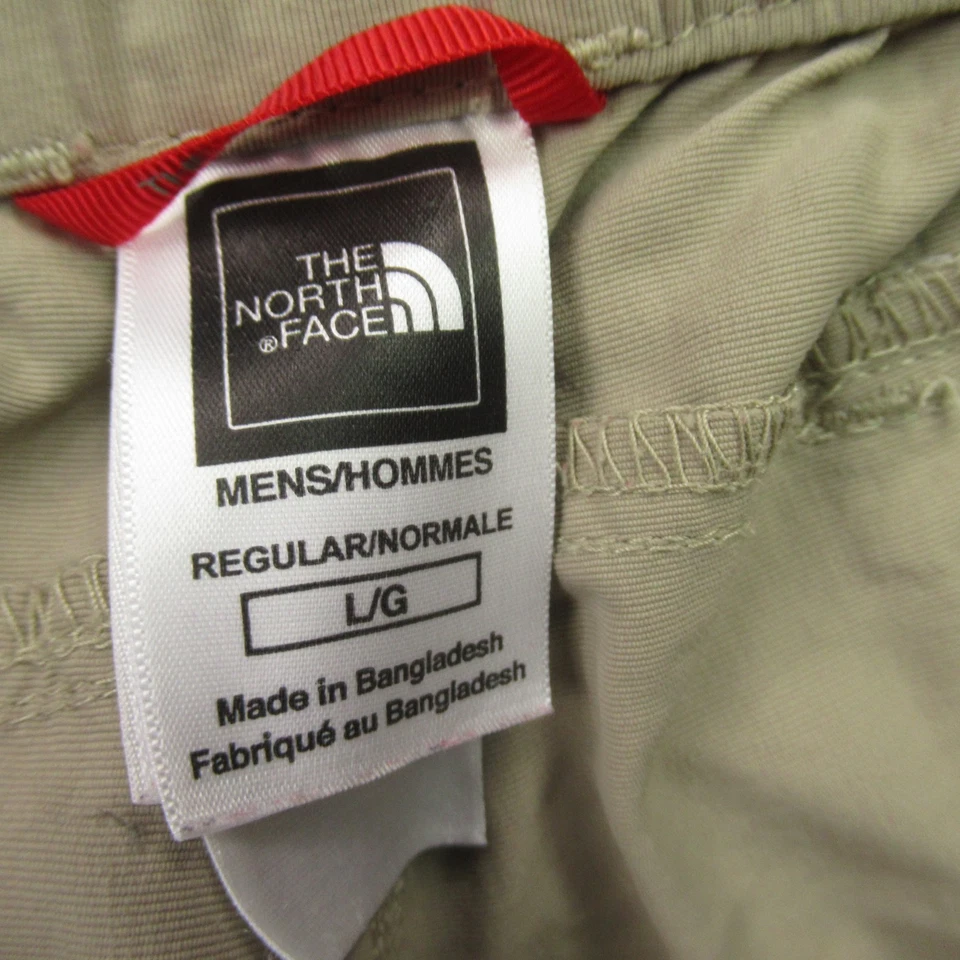 THE
NORTH
®FACE
MENS/HOMMES
REGULAR/NORMALE
L/G
Made in Bangladesh
Fabriqué au Bangladesh